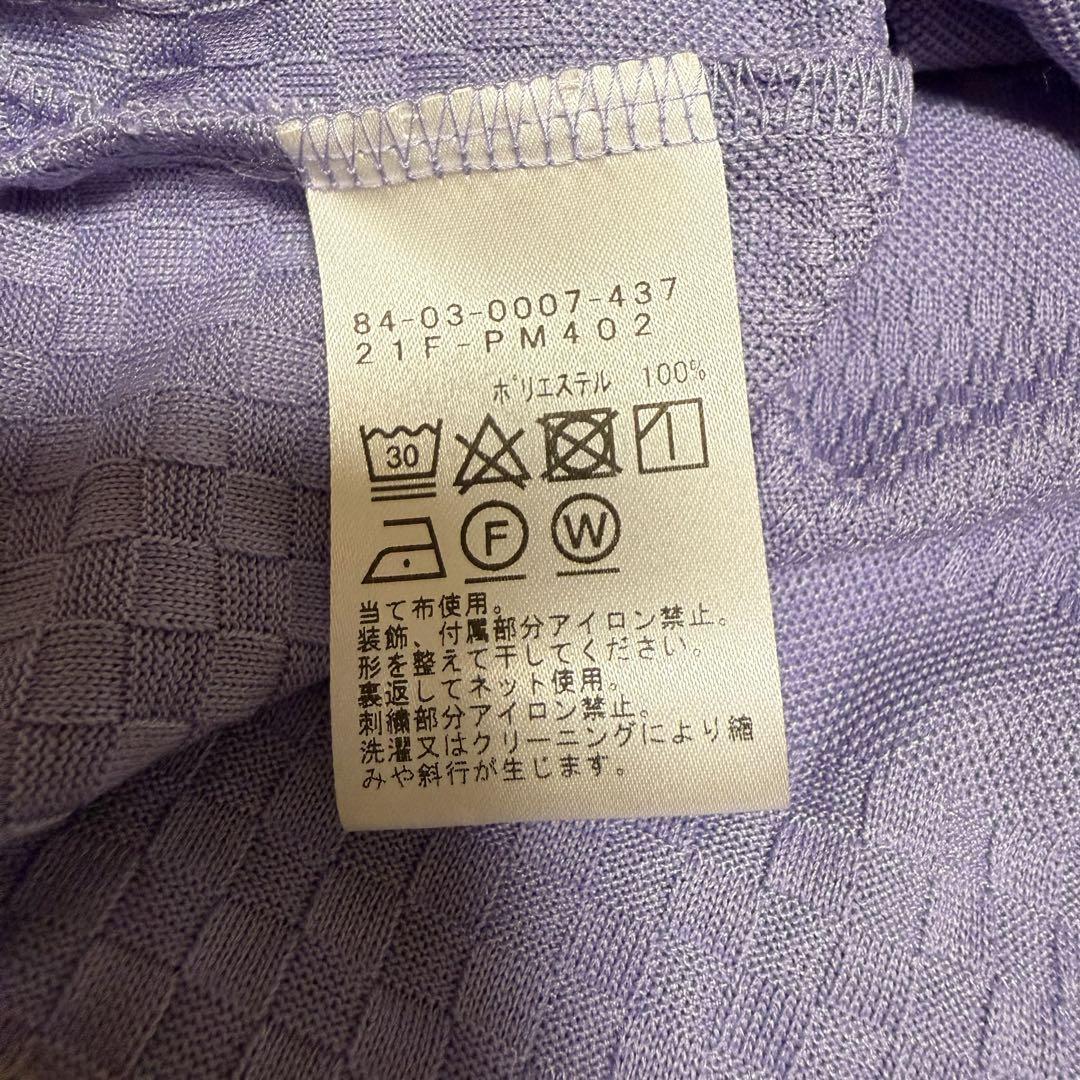 84-03-0007-437
21F-PM402
ポリエステル 100%
30
F W
当て布使用。
装飾、付属部分アイロン禁止。
形を整えて干してください。
裏返してネット使用。
刺繍部分アイロン禁止。
洗濯又はクリーニングにより縮
みや斜行が生じます。